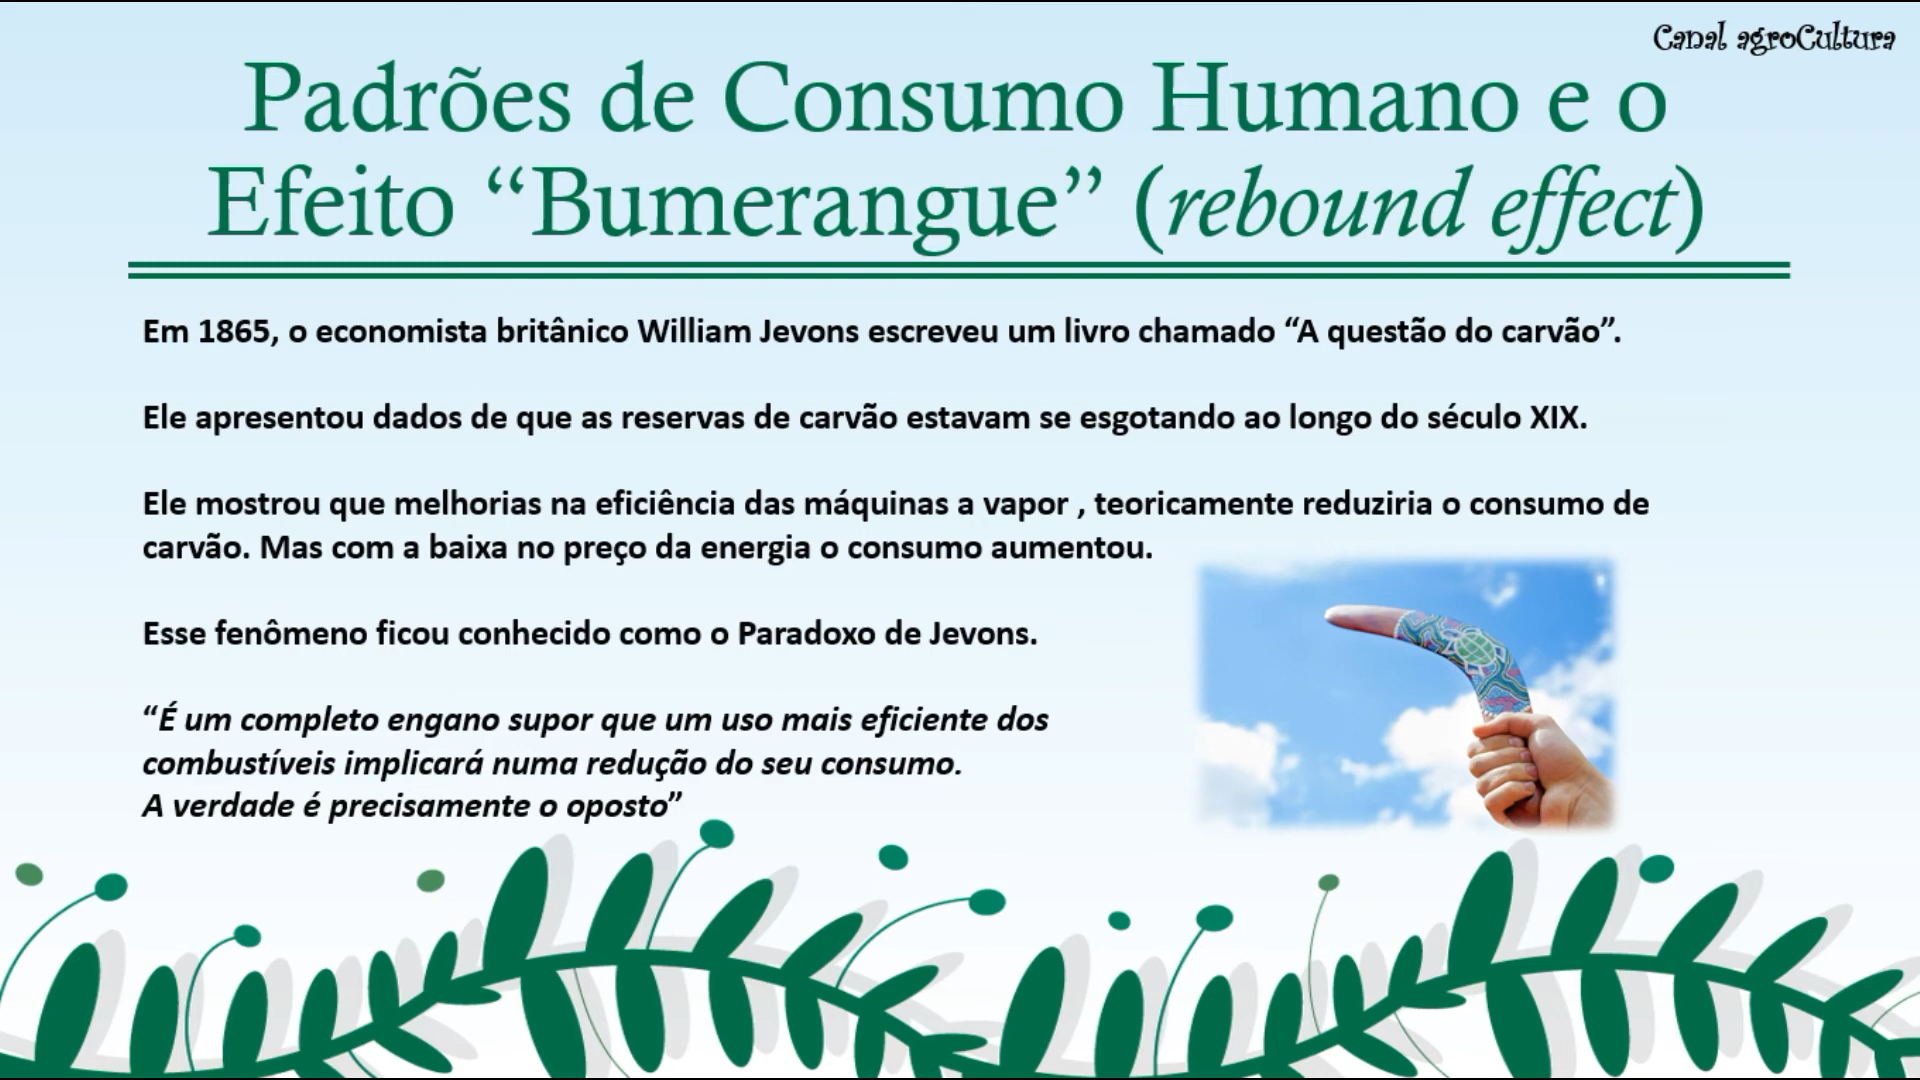 Canal agroCultura
Padrões de Consumo Humano e o
Efeito “Bumerangue” (rebound effect)
Em 1865, o economista britânico William Jevons escreveu um livro chamado “A questão do carvão”.
Ele apresentou dados de que as reservas de carvão estavam se esgotando ao longo do século XIX.
Ele mostrou que melhorias na eficiência das máquinas a vapor , teoricamente reduziria o consumo de
carvão. Mas com a baixa no preço da energia o consumo aumentou.
Esse fenômeno ficou conhecido como o Paradoxo de Jevons.
“É um completo engano supor que um uso mais eficiente dos
combustíveis implicará numa redução do seu consumo.
A verdade é precisamente o oposto”